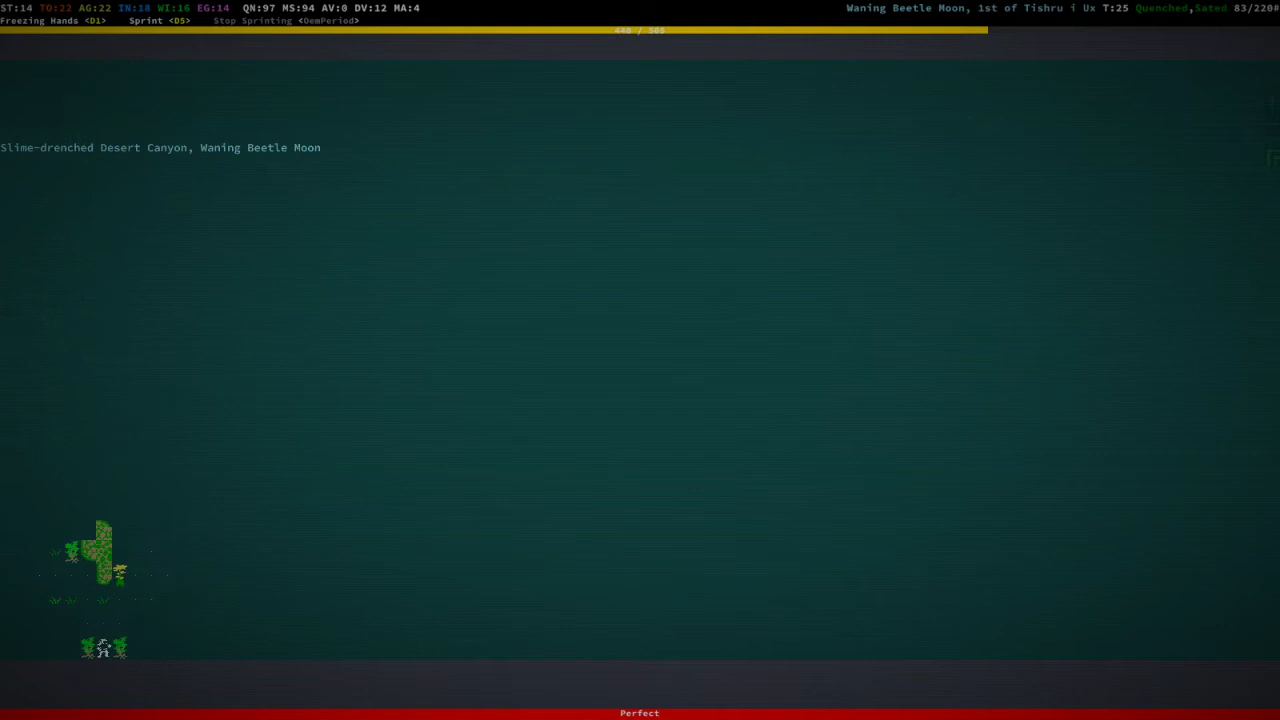 ST:14 TO:22 AG:22 IN:18 WI:16 EG:14 QN:97 MS:94 AV:0 DV:12 MA:4 Waning Beetle Moon, 1st of Tishru i Ux T:25 Quenched,Sated 83/220#
Freezing Hands <D1> Sprint <D5> Stop Sprinting <OemPeriod>
Slime-drenched Desert Canyon, Waning Beetle Moon
Perfect